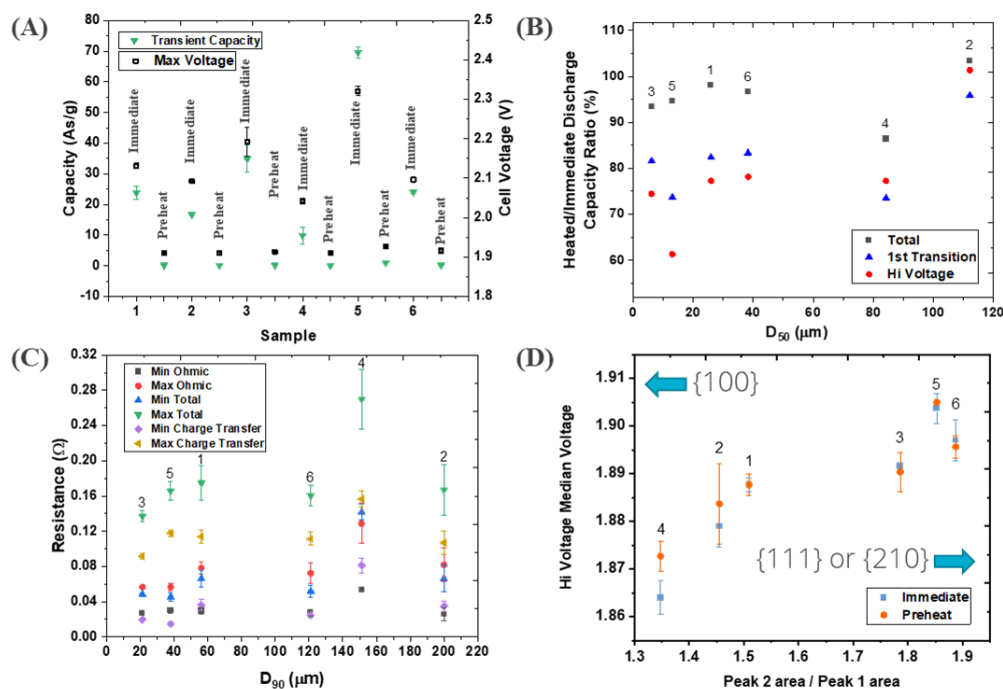 (A)
Transient Capacity
Max Voltage
Capacity (As/g)
80
70
60
50
40
30
20
10
0
-10
Immediate
Preheat
Immediate
Preheat
Immediate
Preheat
Immediate
Preheat
Immediate
Preheat
Immediate
Preheat
2.5
2.4
2.3
2.2
2.1
2.0
1.9
1.8
Cell Votlage (V)
1 2 3 4 5 6
Sample
(B)
Heated/Immediate Discharge
Capacity Ratio (%)
100
90
80
70
60
3 5 1 6 4 2
Total
1st Transition
Hi Voltage
0 20 40 60 80 100 120
D50 (μm)
(C)
Min Ohmic
Max Ohmic
Min Total
Max Total
Min Charge Transfer
Max Charge Transfer
Resistance (Ω)
0.32
0.28
0.24
0.20
0.16
0.12
0.08
0.04
0.00
3 5 1 6 4 2
0 20 40 60 80 100 120 140 160 180 200 220
D90 (μm)
(D)
Hi Voltage Median Voltage
1.91
1.90
1.89
1.88
1.87
1.86
{100}
4 2 1 3 5 6
{111} or {210}
Immediate
Preheat
1.3 1.4 1.5 1.6 1.7 1.8 1.9
Peak 2 area / Peak 1 area